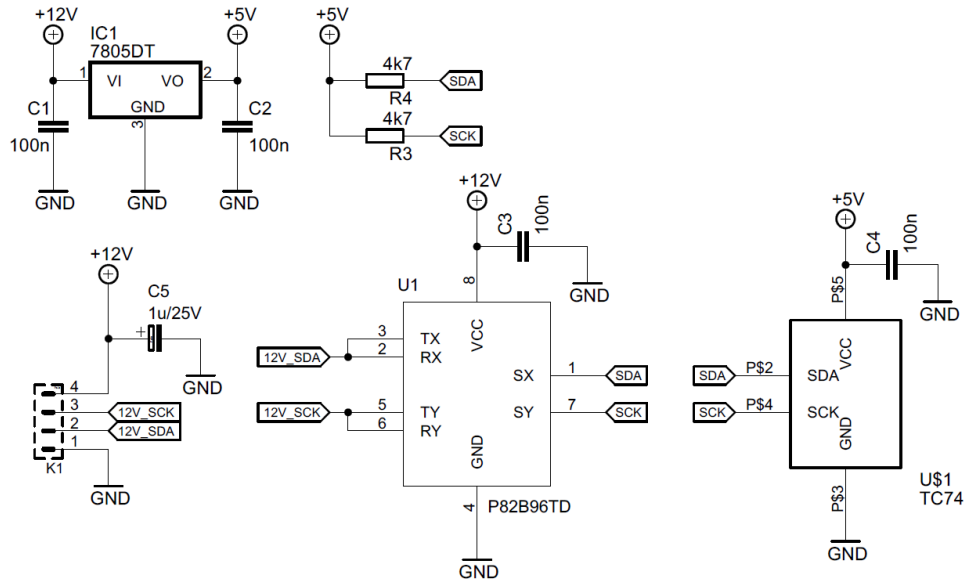 +12V
IC1
7805DT
+5V
1
VI
VO
2
GND
3
C1
100n
C2
100n
GND
GND
GND
+5V
4k7
R4
SDA
4k7
R3
SCK
+12V
C5
+
1u/25V
GND
4
3
12V_SCK
2
12V_SDA
1
K1
GND
+12V
C3
100n
GND
U1
8
VCC
3
TX
2
RX
12V_SDA
5
TY
6
RY
12V_SCK
SX
1
SDA
SY
7
SCK
GND
4
P82B96TD
GND
+5V
C4
100n
GND
P$5
VCC
SDA
P$2
SDA
SCK
P$4
SCK
GND
P$3
U$1
TC74
GND